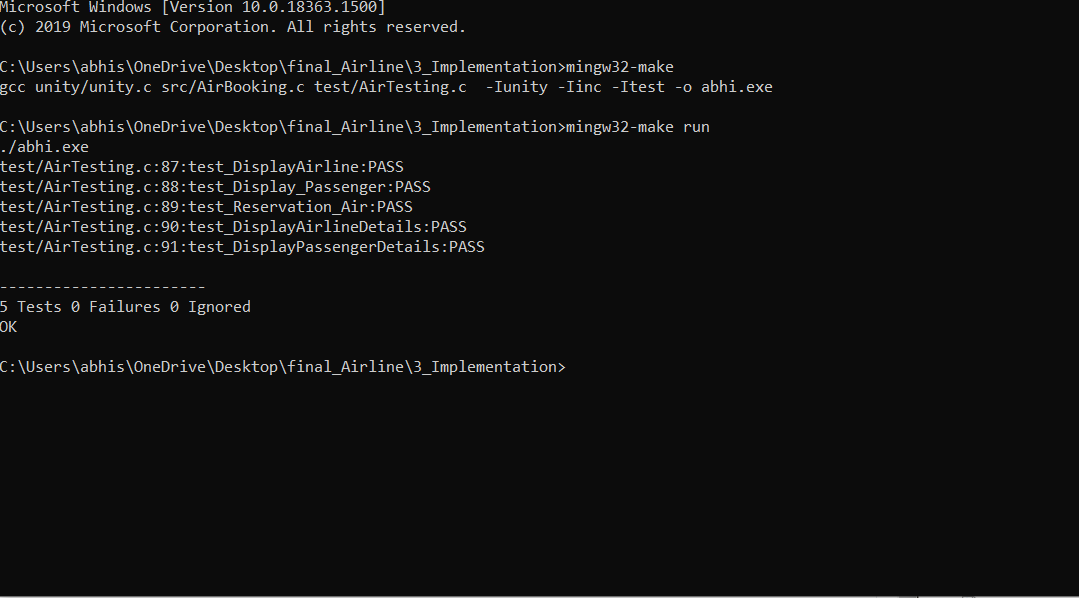 Microsoft Windows [Version 10.0.18363.1500]
(c) 2019 Microsoft Corporation. All rights reserved.
C:\Users\abhis\OneDrive\Desktop\final_Airline\3_Implementation>mingw32-make
gcc unity/unity.c src/AirBooking.c test/AirTesting.c  -Iunity -Iinc -Itest -o abhi.exe
C:\Users\abhis\OneDrive\Desktop\final_Airline\3_Implementation>mingw32-make run
./abhi.exe
test/AirTesting.c:87:test_DisplayAirline:PASS
test/AirTesting.c:88:test_Display_Passenger:PASS
test/AirTesting.c:89:test_Reservation_Air:PASS
test/AirTesting.c:90:test_DisplayAirlineDetails:PASS
test/AirTesting.c:91:test_DisplayPassengerDetails:PASS
-----------------------
5 Tests 0 Failures 0 Ignored
OK
C:\Users\abhis\OneDrive\Desktop\final_Airline\3_Implementation>